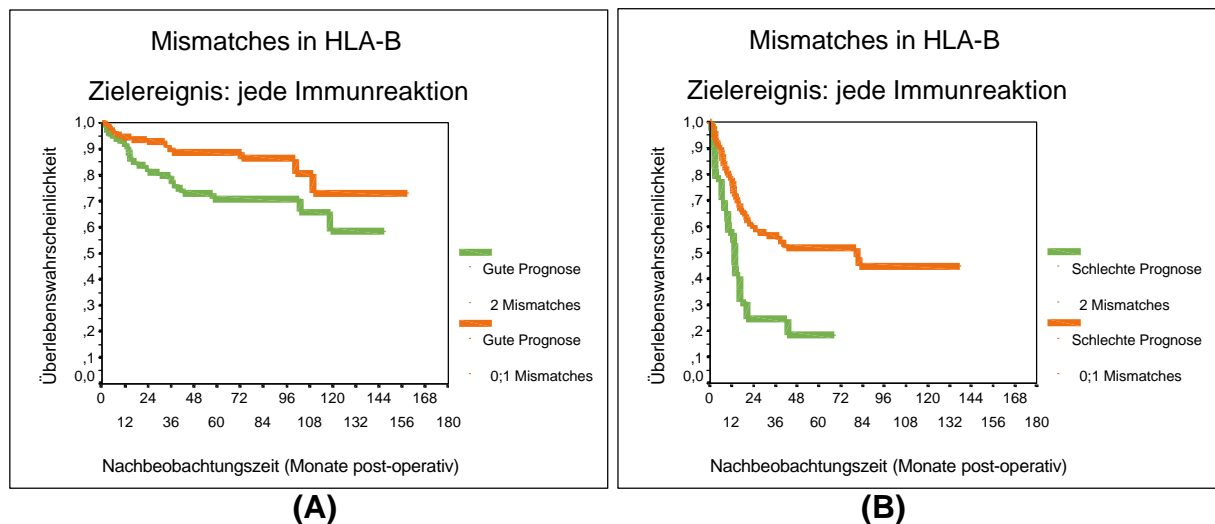 Mismatches in HLA-B
Zielereignis: jede Immunreaktion
Überlebenswahrscheinlichkeit
1,0
,9
,8
,7
,6
,5
,4
,3
,2
,1
0,0
0 24 48 72 96 120 144 168
12 36 60 84 108 132 156 180
Nachbeobachtungszeit (Monate post-operativ)
Gute Prognose
2 Mismatches
Gute Prognose
0;1 Mismatches
(A)
Mismatches in HLA-B
Zielereignis: jede Immunreaktion
Überlebenswahrscheinlichkeit
1,0
,9
,8
,7
,6
,5
,4
,3
,2
,1
0,0
0 24 48 72 96 120 144 168
12 36 60 84 108 132 156 180
Nachbeobachtungszeit (Monate post-operativ)
Schlechte Prognose
2 Mismatches
Schlechte Prognose
0;1 Mismatches
(B)